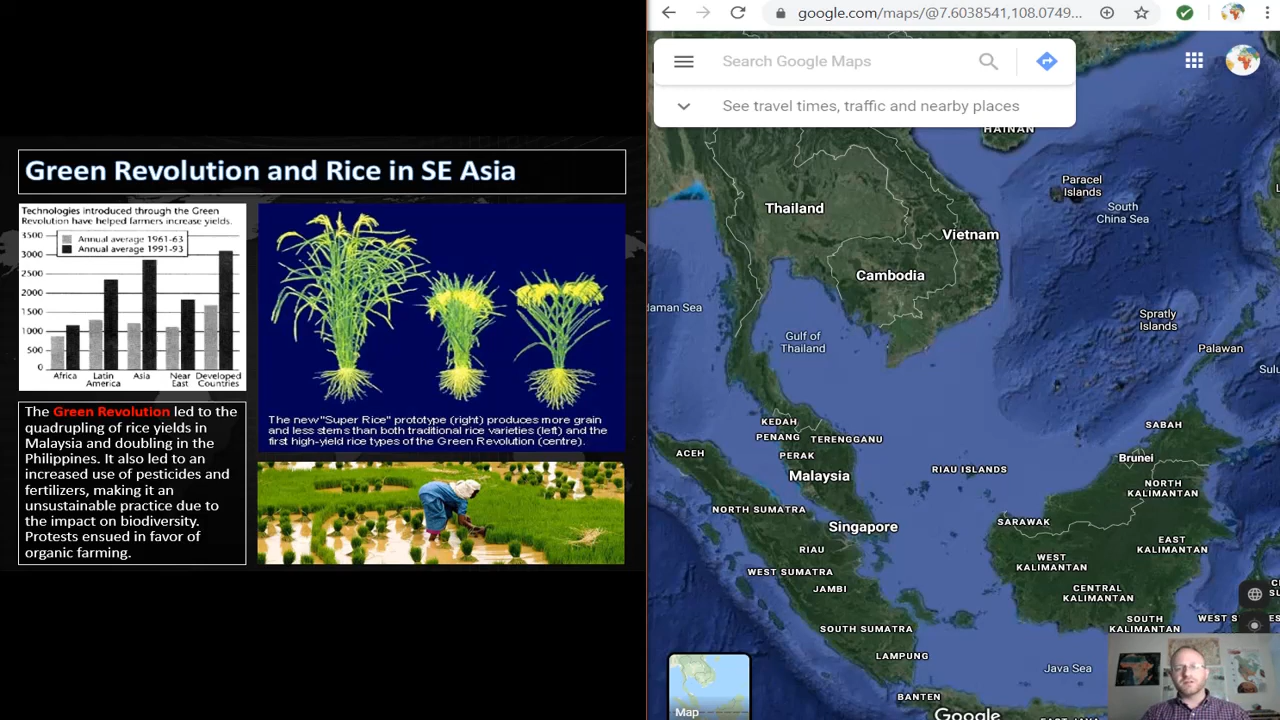 google.com/maps/@7.6038541,108.0749...
Search Google Maps
See travel times, traffic and nearby places
Green Revolution and Rice in SE Asia
Technologies introduced through the Green
Revolution have helped farmers increase yields.
3500
Annual average 1961-63
3000
Annual average 1991-93
2500
2000
1500
1000
500
0
Africa
Latin
America
Asia
Near
East
Developed
Countries
The new "Super Rice" prototype (right) produces more grain
and less stems than both traditional rice varieties (left) and the
first high-yield rice types of the Green Revolution (centre).
The Green Revolution led to the
quadrupling of rice yields in
Malaysia and doubling in the
Philippines. It also led to an
increased use of pesticides and
fertilizers, making it an
unsustainable practice due to
the impact on biodiversity.
Protests ensued in favor of
organic farming.
HAINAN
Paracel
Islands
South
China Sea
Thailand
Vietnam
Cambodia
daman Sea
Gulf of
Thailand
Spratly
Islands
Palawan
Sulu
KEDAH
PENANG
TERENGGANU
PERAK
ACEH
Malaysia
RIAU ISLANDS
SABAH
Brunei
NORTH
KALIMANTAN
NORTH SUMATRA
Singapore
SARAWAK
RIAU
EAST
KALIMANTAN
WEST
KALIMANTAN
WEST SUMATRA
JAMBI
CENTRAL
KALIMANTAN
SOUTH
KALIMANTAN
WEST S
SOUTH SUMATRA
LAMPUNG
Java Sea
BANTEN
Map
Google